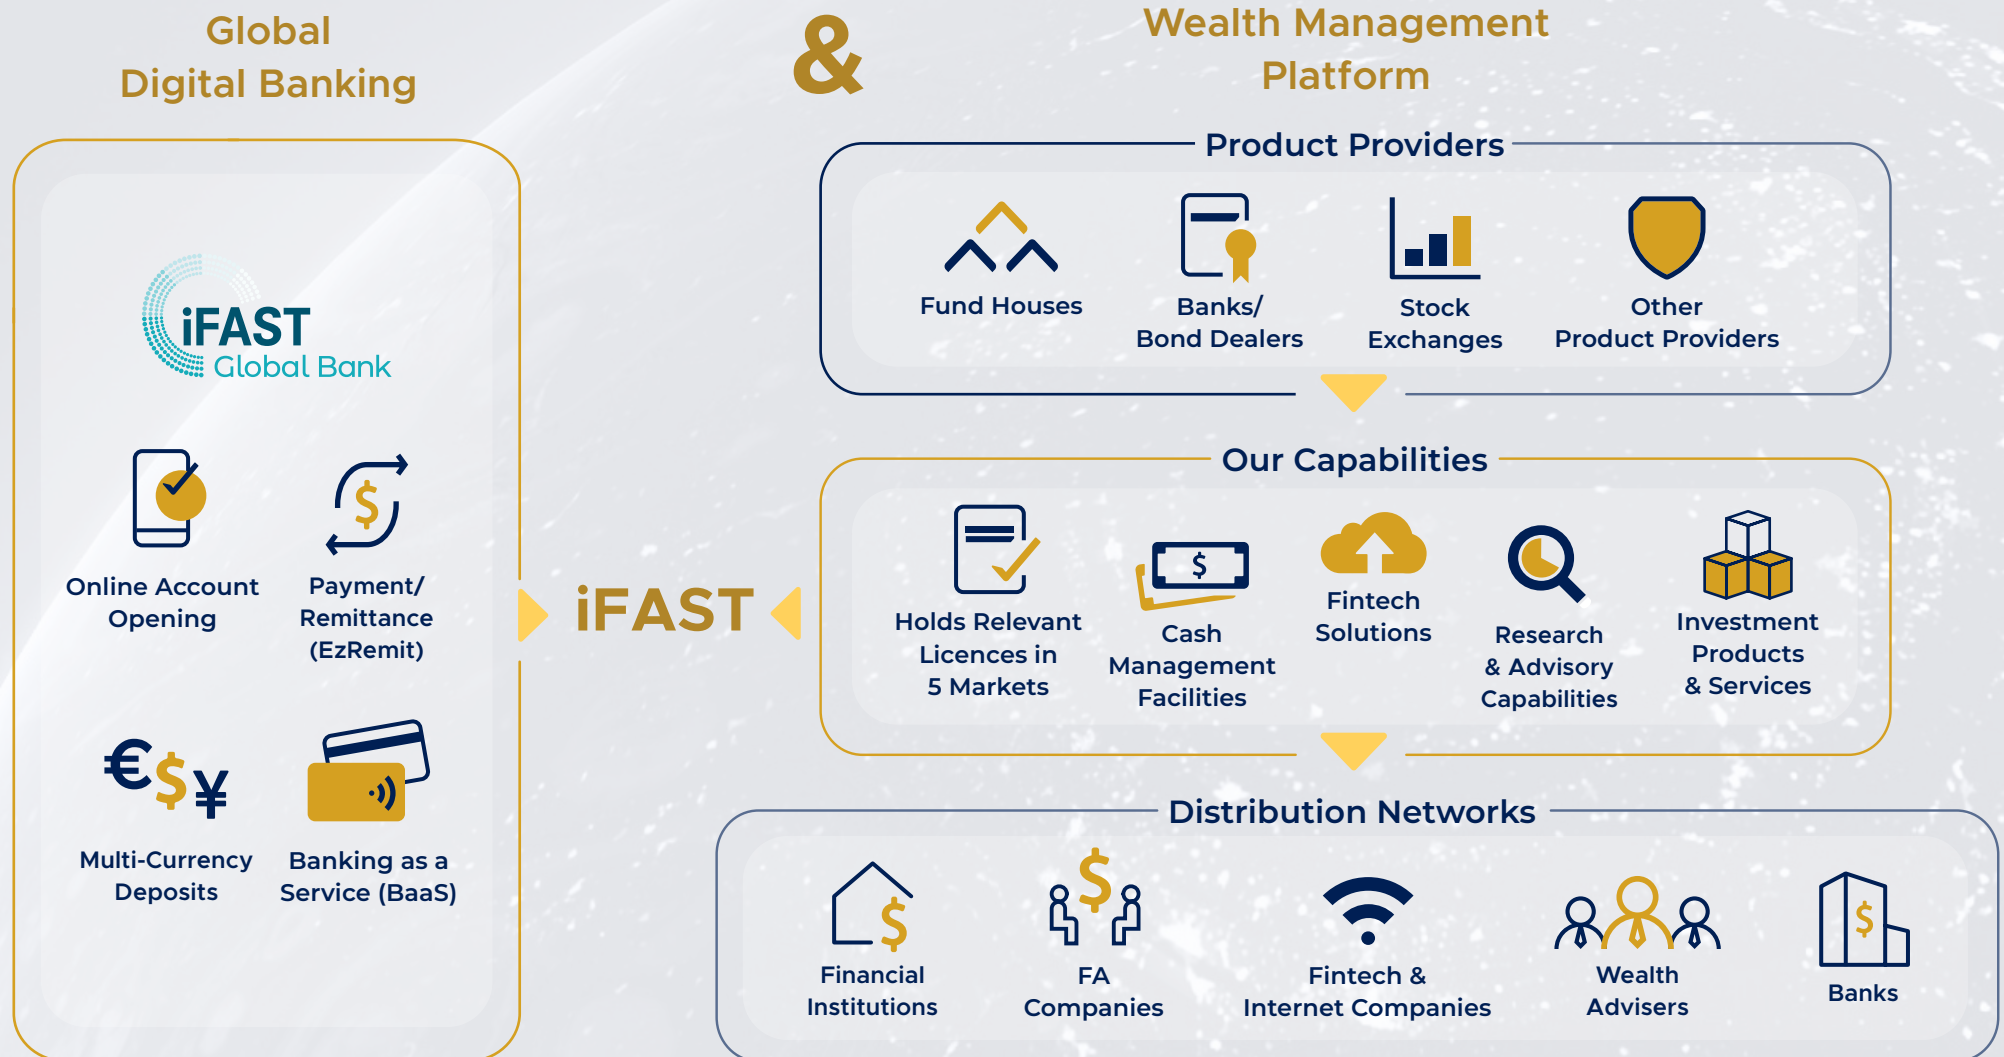 Global
Digital Banking
&
Wealth Management
Platform
iFAST
Global Bank
Online Account
Opening
Payment/
Remittance
(EzRemit)
€$¥
Multi-Currency
Deposits
Banking as a
Service (BaaS)
iFAST
Product Providers
Fund Houses
Banks/
Bond Dealers
Stock
Exchanges
Other
Product Providers
Our Capabilities
Holds Relevant
Licences in
5 Markets
Cash
Management
Facilities
Fintech
Solutions
Research
& Advisory
Capabilities
Investment
Products
& Services
Distribution Networks
Financial
Institutions
FA
Companies
Fintech &
Internet Companies
Wealth
Advisers
Banks